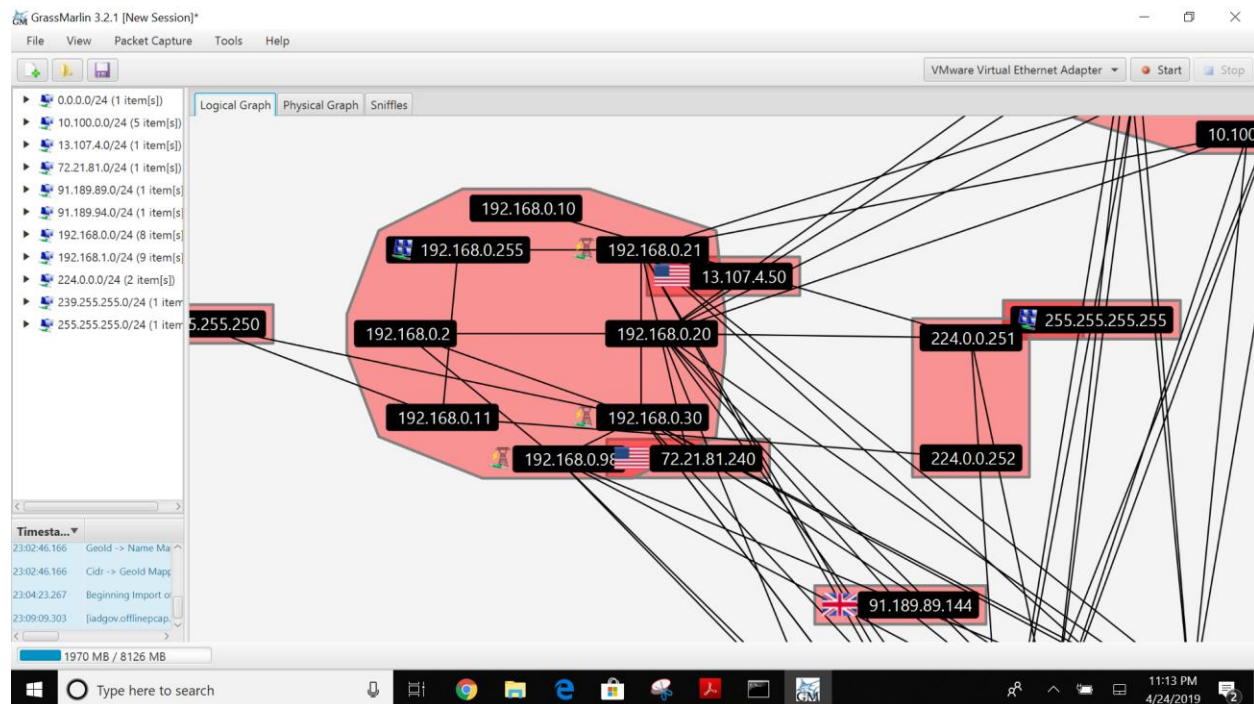 GrassMarlin 3.2.1 [New Session]*
File View Packet Capture Tools Help
VMware Virtual Ethernet Adapter Start Stop
0.0.0.0/24 (1 item[s])
10.100.0.0/24 (5 item[s])
13.107.4.0/24 (1 item[s])
72.21.81.0/24 (1 item[s])
91.189.89.0/24 (1 item[s]
91.189.94.0/24 (1 item[s
192.168.0.0/24 (8 item[s]
192.168.1.0/24 (9 item[s]
224.0.0.0/24 (2 item[s])
239.255.255.0/24 (1 item
255.255.255.0/24 (1 item
Logical Graph Physical Graph Sniffles
10.100
192.168.0.10
192.168.0.255 192.168.0.21
13.107.4.50
255.255.255.255
5.255.250 192.168.0.2 192.168.0.20 224.0.0.251
192.168.0.11 192.168.0.30
192.168.0.98 72.21.81.240 224.0.0.252
91.189.89.144
Timesta...
23:02:46.166 GeoId -> Name Ma
23:02:46.166 Cidr -> GeoId Mapp
23:04:23.267 Beginning Import o
23:09:09.303 [iadgov.offlinepcap.
1970 MB / 8126 MB
Type here to search
GM
11:13 PM
4/24/2019
2